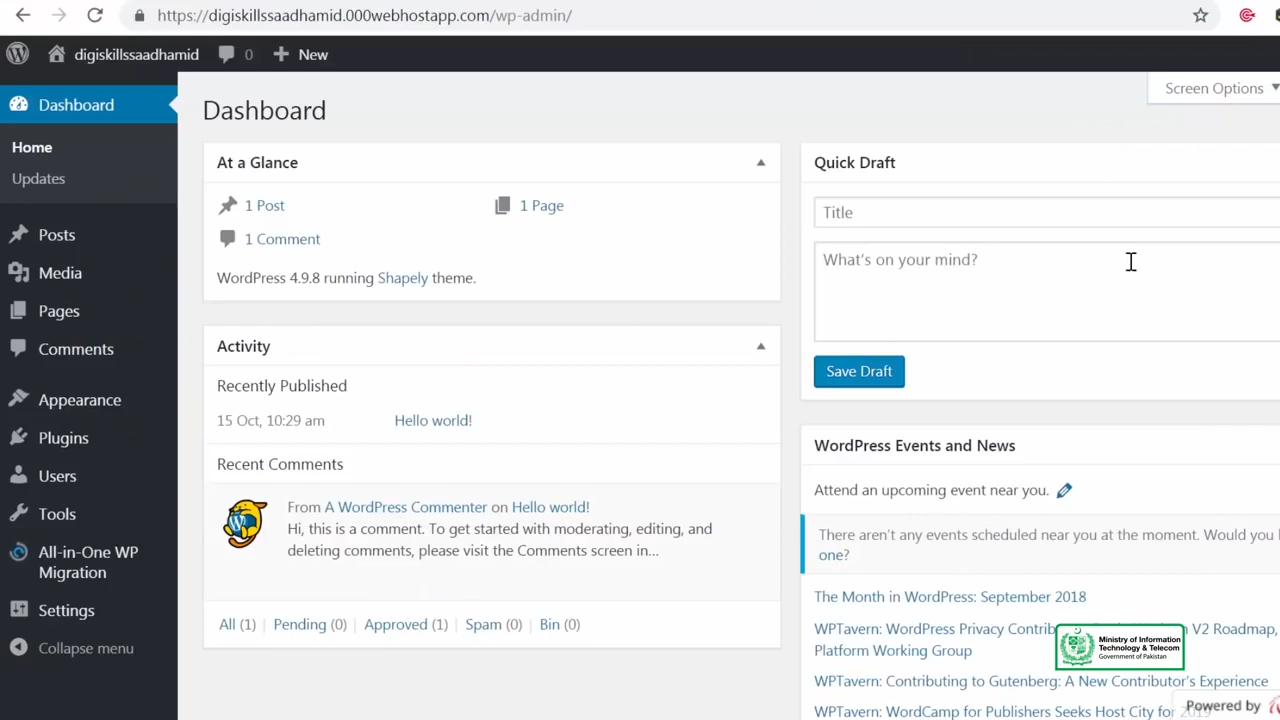 https://digiskillssaadhamid.000webhostapp.com/wp-admin/
digiskillssaadhamid
0
New
Screen Options
Dashboard
Home
Updates
Posts
Media
Pages
Comments
Appearance
Plugins
Users
Tools
All-in-One WP
Migration
Settings
Collapse menu
Dashboard
At a Glance
1 Post
1 Page
1 Comment
WordPress 4.9.8 running Shapely theme.
Activity
Recently Published
15 Oct, 10:29 am Hello world!
Recent Comments
From A WordPress Commenter on Hello world!
Hi, this is a comment. To get started with moderating, editing, and
deleting comments, please visit the Comments screen in...
All (1) | Pending (0) | Approved (1) | Spam (0) | Bin (0)
Quick Draft
Title
What's on your mind?
Save Draft
WordPress Events and News
Attend an upcoming event near you.
There aren't any events scheduled near you at the moment. Would you
one?
The Month in WordPress: September 2018
WPTavern: WordPress Privacy V2 Roadmap,
Platform Working Group
WPTavern: Contributing to Gutenberg: A New Contributor's Experience
WPTavern: WordCamp for Publishers Seeks Host City for
Ministry of Information
Technology & Telecom
Government of Pakistan
Powered by